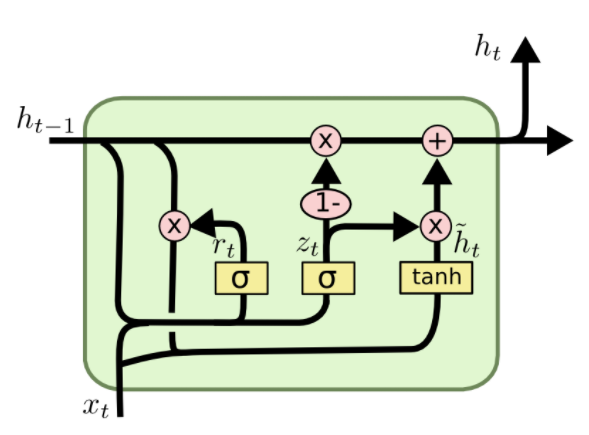 h_t
h_{t-1}
x
+
1-
x
r_t
z_t
x
h̃_t
σ
σ
tanh
x_t